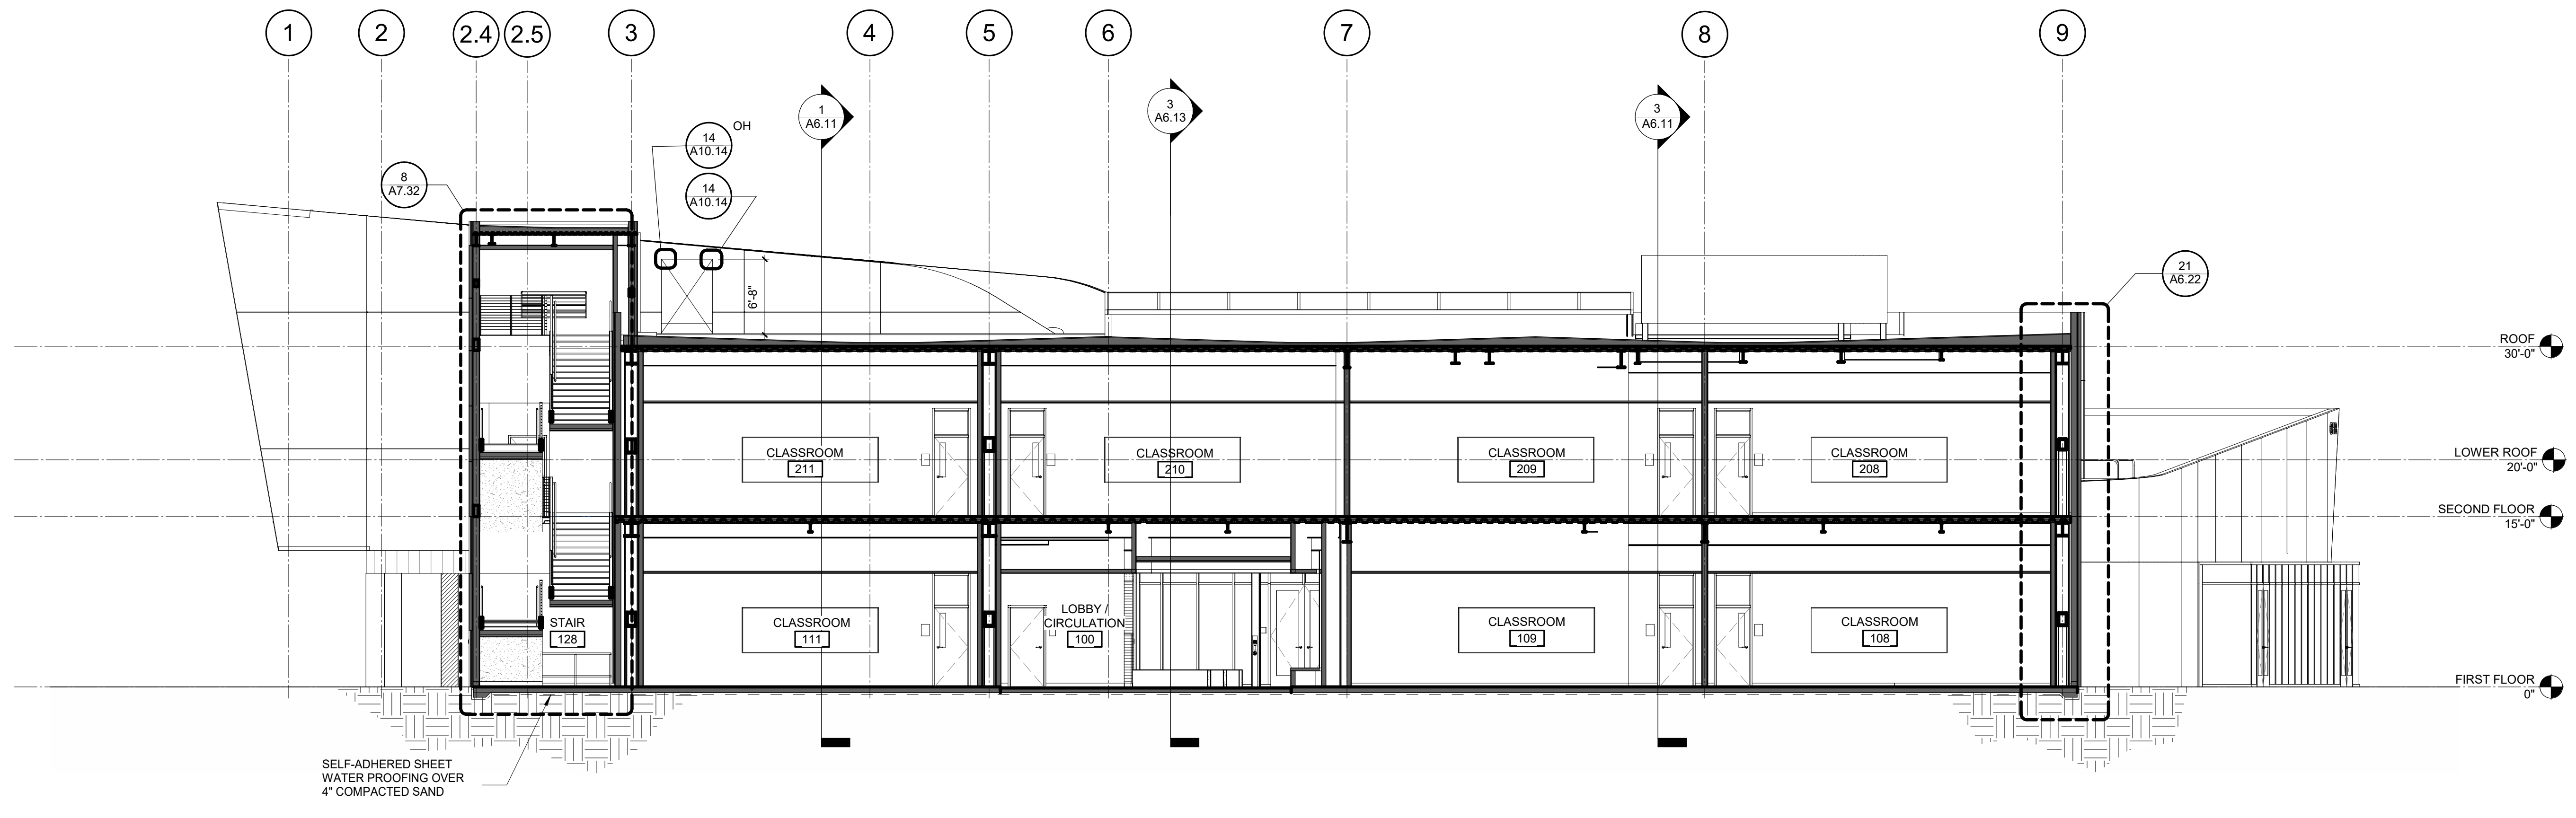 1
2
2.4
2.5
3
4
5
6
7
8
9
1
A6.11
3
A6.13
3
A6.11
14
A10.14
OH
14
A10.14
8
A7.32
21
A6.22
6'-8"
ROOF
30'-0"
LOWER ROOF
20'-0"
SECOND FLOOR
15'-0"
FIRST FLOOR
0"
CLASSROOM
211
CLASSROOM
210
CLASSROOM
209
CLASSROOM
208
STAIR
128
CLASSROOM
111
LOBBY /
CIRCULATION
100
CLASSROOM
109
CLASSROOM
108
SELF-ADHERED SHEET
WATER PROOFING OVER
4" COMPACTED SAND